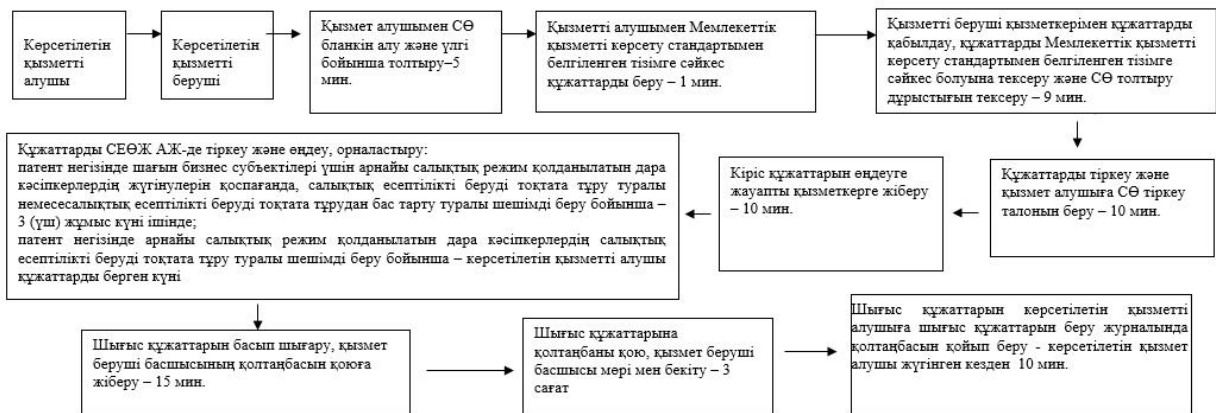 Көрсетілетін
қызметті
алушы
Көрсетілетін
қызметті
беруші
Қызмет алушымен СӨ
бланкін алу және үлгі
бойынша толтыру–5
мин.
Қызметті алушымен Мемлекеттік
қызметті көрсету стандартымен
белгіленген тізімге сәйкес
құжаттарды беру – 1 мин.
Қызметті беруші қызметкерімен құжаттарды
қабылдау, құжаттарды Мемлекеттік қызметті
көрсету стандартымен белгіленген тізімге
сәйкес болуына тексеру және СӨ толтыру
дұрыстығын тексеру – 9 мин.
Құжаттарды тіркеу және
қызмет алушыға СӨ тіркеу
талонын беру – 10 мин.
Кіріс құжаттарын өңдеуге
жауапты қызметкерге жіберу
– 10 мин.
Құжаттарды СЕӨЖ АЖ-де тіркеу және өңдеу, орналастыру:
патент негізінде шағын бизнес субъектілері үшін арнайы салықтық режим қолданылатын дара
кәсіпкерлердің жүгінулерін қоспағанда, салықтық есептілікті беруді тоқтата тұру туралы
немесесалықтық есептілікті беруді тоқтата тұрудан бас тарту туралы шешімді беру бойынша –
3 (үш) жұмыс күні ішінде;
патент негізінде арнайы салықтық режим қолданылатын дара кәсіпкерлердің салықтық
есептілікті беруді тоқтата тұру туралы шешімді беру бойынша – көрсетілетін қызметті алушы
құжаттарды берген күні
Шығыс құжаттарын басып шығару, қызмет
беруші басшысының қолтаңбасын қоюға
жіберу – 15 мин.
Шығыс құжаттарына
қолтаңбаны қою, қызмет беруші
басшысы мөрі мен бекіту – 3
сағат
Шығыс құжаттарын көрсетілетін қызметті
алушыға шығыс құжаттарын беру журналында
қолтаңбасын қойып беру - көрсетілетін қызмет
алушы жүгінген кезден 10 мин.